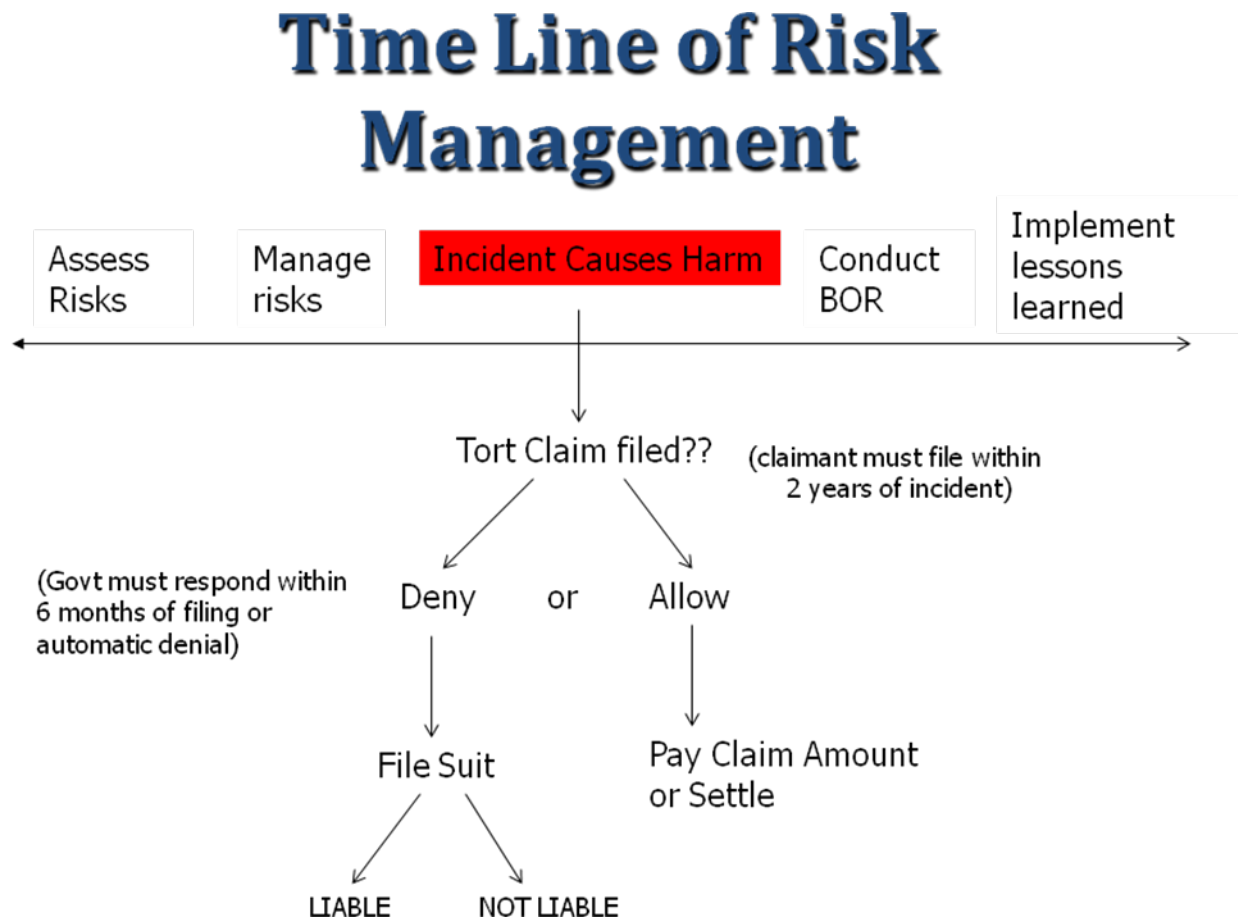 Time Line of Risk
Management
Assess
Risks
Manage
risks
Incident Causes Harm
Conduct
BOR
Implement
lessons
learned
Tort Claim filed??
(claimant must file within
2 years of incident)
(Govt must respond within
6 months of filing or
automatic denial)
Deny or Allow
File Suit
Pay Claim Amount
or Settle
LIABLE NOT LIABLE